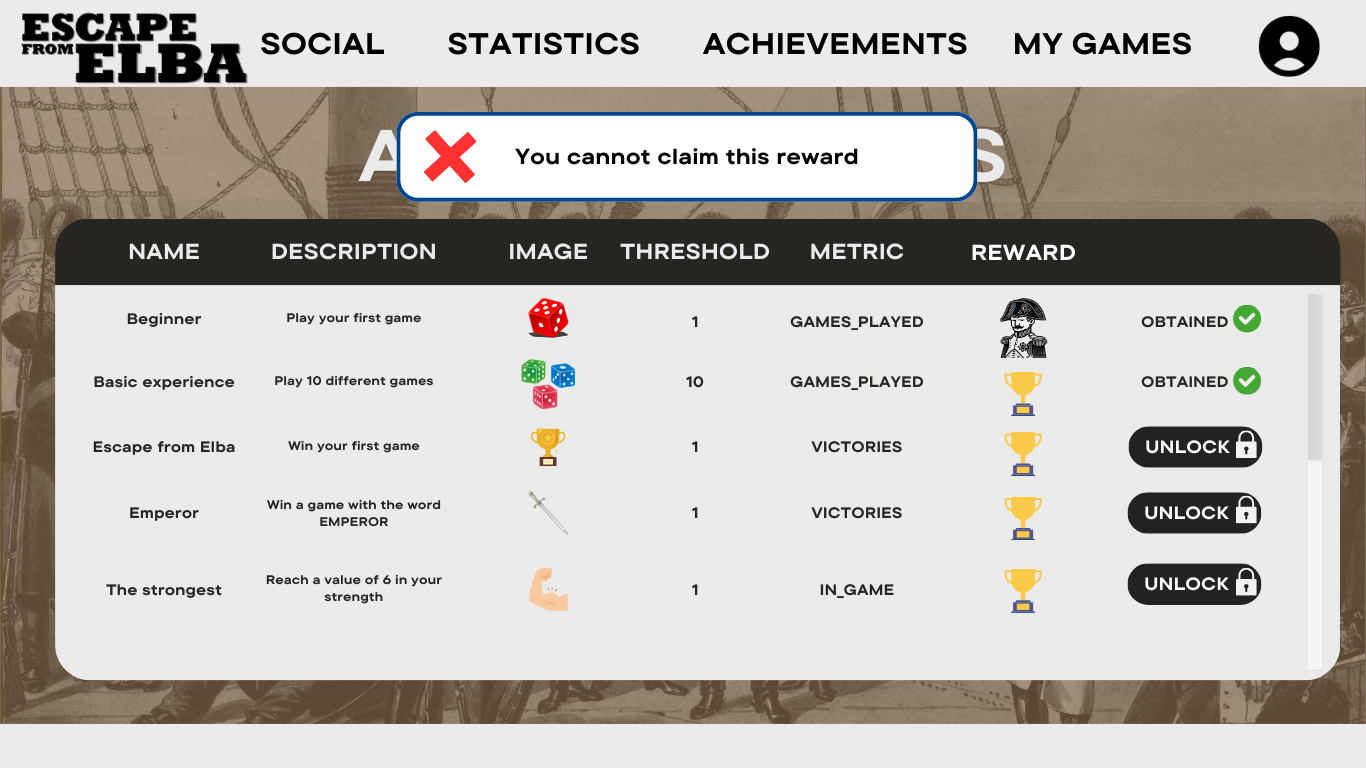 ESCAPE
FROM ELBA
SOCIAL STATISTICS ACHIEVEMENTS MY GAMES
You cannot claim this reward
NAME DESCRIPTION IMAGE THRESHOLD METRIC REWARD
Beginner Play your first game 1 GAMES_PLAYED OBTAINED
Basic experience Play 10 different games 10 GAMES_PLAYED OBTAINED
Escape from Elba Win your first game 1 VICTORIES UNLOCK
Emperor Win a game with the word
EMPEROR 1 VICTORIES UNLOCK
The strongest Reach a value of 6 in your
strength 1 IN_GAME UNLOCK